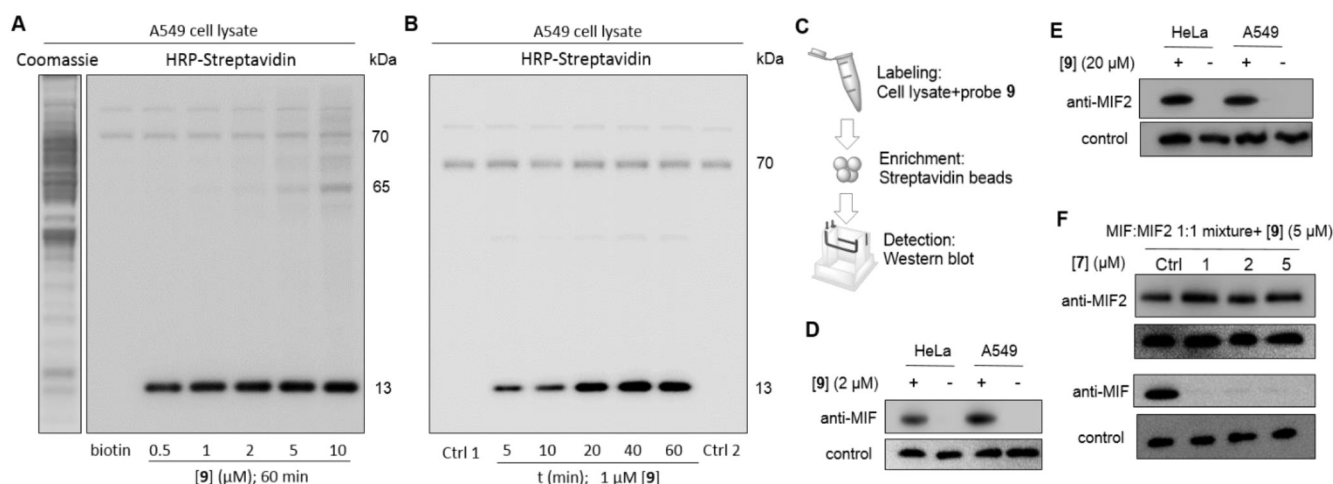 A
A549 cell lysate
Coomassie
HRP-Streptavidin
kDa
70
65
13
biotin
0.5 1 2 5 10
[9] (µM); 60 min
B
A549 cell lysate
HRP-Streptavidin
kDa
70
13
Ctrl 1
5 10 20 40 60
Ctrl 2
t (min); 1 µM [9]
C
Labeling:
Cell lysate+probe 9
Enrichment:
Streptavidin beads
Detection:
Western blot
D
HeLa A549
[9] (2 µM) + - + -
anti-MIF
control
E
HeLa A549
[9] (20 µM) + - + -
anti-MIF2
control
F
MIF:MIF2 1:1 mixture+ [9] (5 µM)
[7] (µM) Ctrl 1 2 5
anti-MIF2
anti-MIF
control